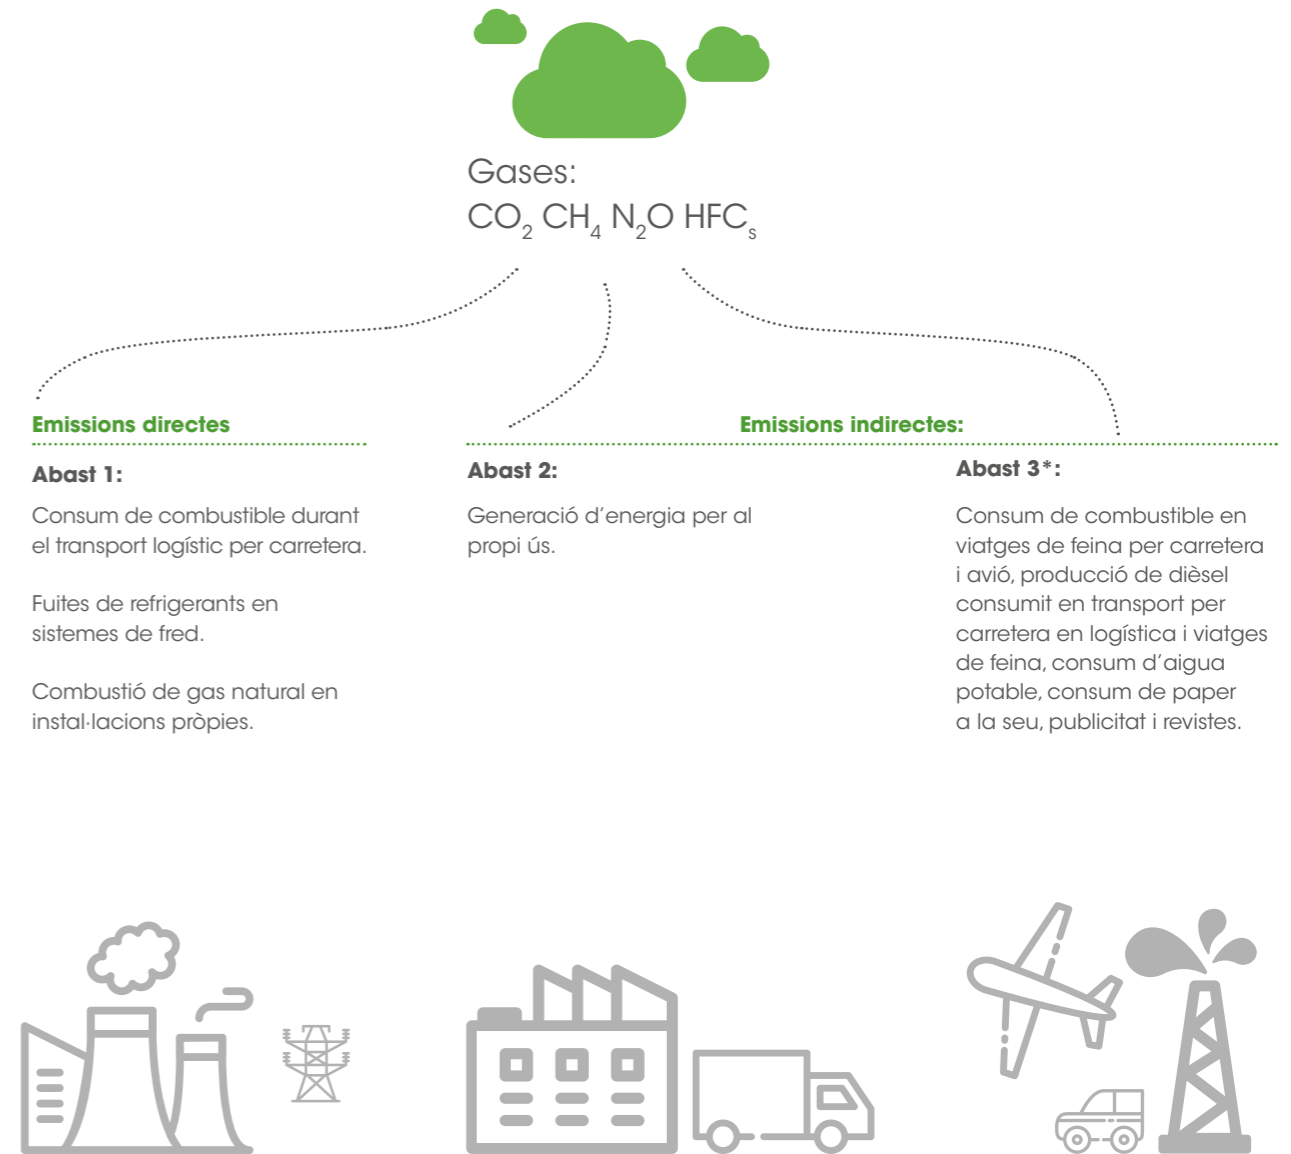 Gases:
CO₂ CH₄ N₂O HFCₛ
Emissions directes
Abast 1:
Consum de combustible durant
el transport logístic per carretera.
Fuites de refrigerants en
sistemes de fred.
Combustió de gas natural en
instal·lacions pròpies.
Emissions indirectes:
Abast 2:
Generació d’energia per al
propi ús.
Abast 3*:
Consum de combustible en
viatges de feina per carretera
i avió, producció de dièsel
consumit en transport per
carretera en logística i viatges
de feina, consum d’aigua
potable, consum de paper
a la seu, publicitat i revistes.